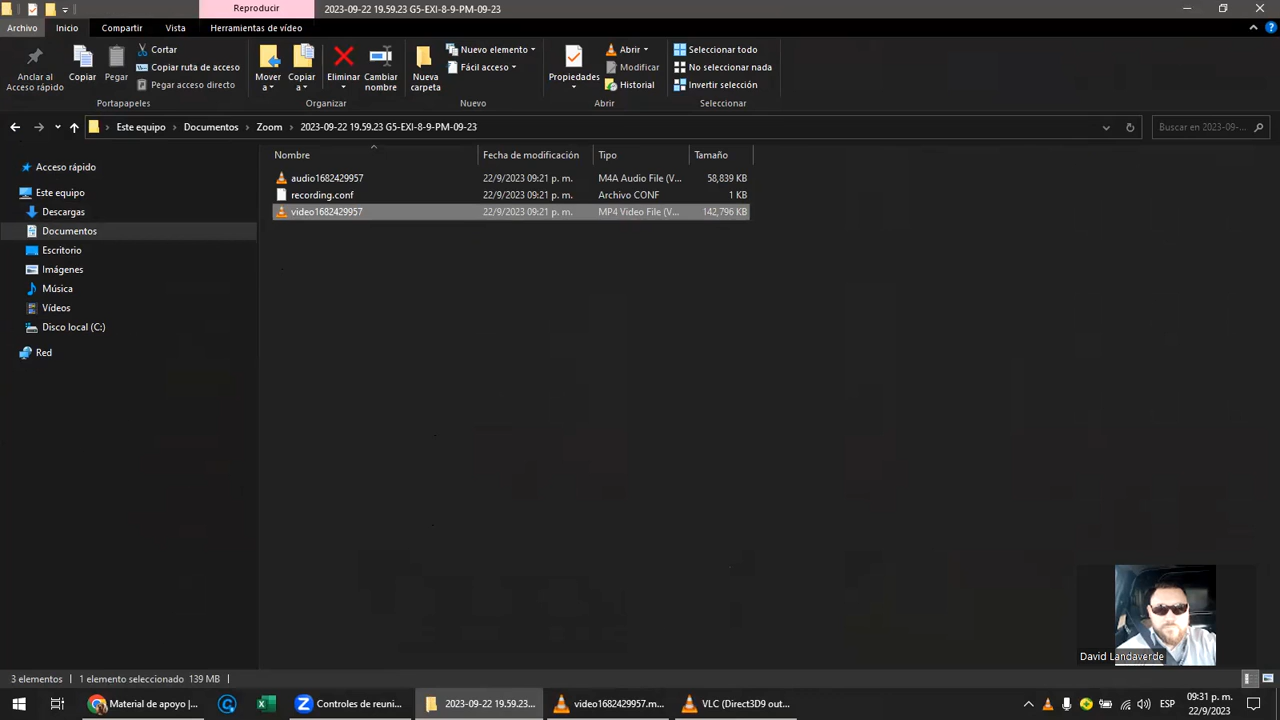 Reproducir
2023-09-22 19.59.23 G5-EXI-8-9-PM-09-23
Archivo
Inicio
Compartir
Vista
Herramientas de vídeo
Anclar al
Acceso rápido
Copiar
Pegar
Cortar
Copiar ruta de acceso
Pegar acceso directo
Portapapeles
Mover
a
Copiar
a
Eliminar
Cambiar
nombre
Organizar
Nueva
carpeta
Nuevo elemento
Fácil acceso
Nuevo
Propiedades
Abrir
Modificar
Historial
Abrir
Seleccionar todo
No seleccionar nada
Invertir selección
Seleccionar
Este equipo
Documentos
Zoom
2023-09-22 19.59.23 G5-EXI-8-9-PM-09-23
Buscar en 2023-09-...
Acceso rápido
Este equipo
Descargas
Documentos
Escritorio
Imágenes
Música
Vídeos
Disco local (C:)
Red
Nombre Fecha de modificación Tipo Tamaño
audio1682429957 22/9/2023 09:21 p. m. M4A Audio File (V... 58,839 KB
recording.conf 22/9/2023 09:21 p. m. Archivo CONF 1 KB
video1682429957 22/9/2023 09:21 p. m. MP4 Video File (V... 142,796 KB
David Landaverde
3 elementos
1 elemento seleccionado 139 MB
Material de apoyo |...
Controles de reuni...
2023-09-22 19.59.23...
video1682429957.m...
VLC (Direct3D9 out...
ESP
09:31 p. m.
22/9/2023